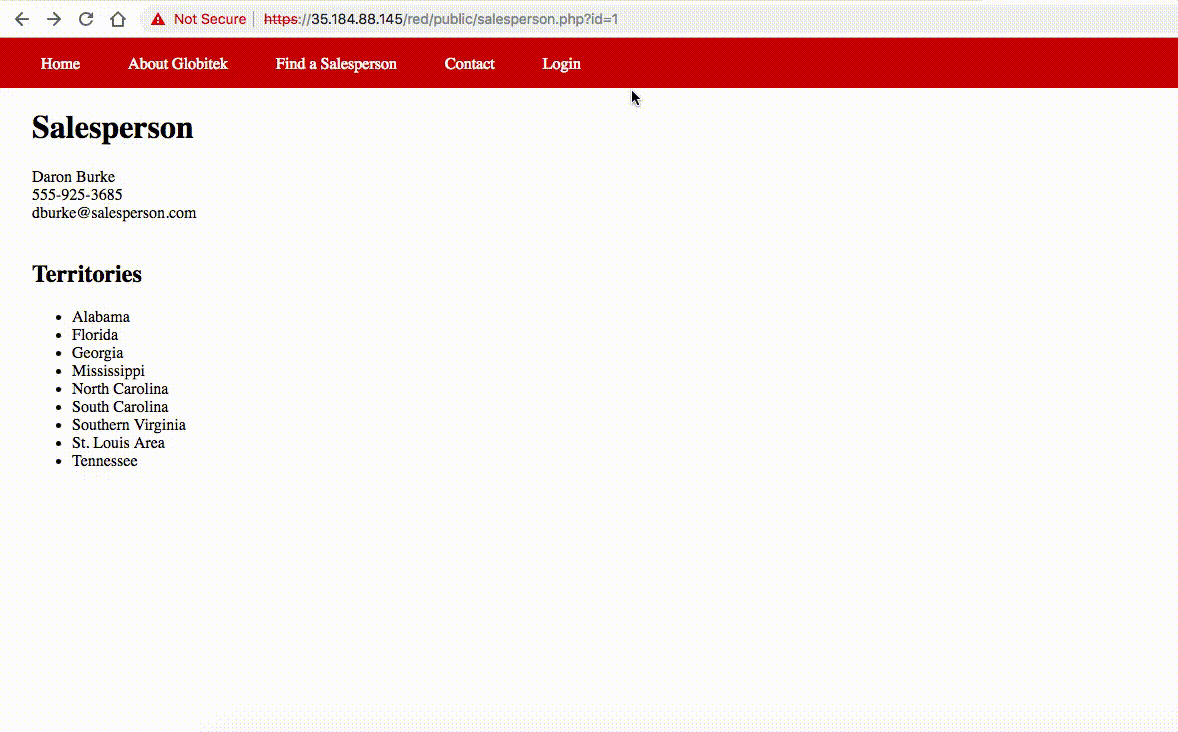 Not Secure | https://35.184.88.145/red/public/salesperson.php?id=1
Home About Globitek Find a Salesperson Contact Login
Salesperson
Daron Burke
555-925-3685
dburke@salesperson.com
Territories
• Alabama
• Florida
• Georgia
• Mississippi
• North Carolina
• South Carolina
• Southern Virginia
• St. Louis Area
• Tennessee